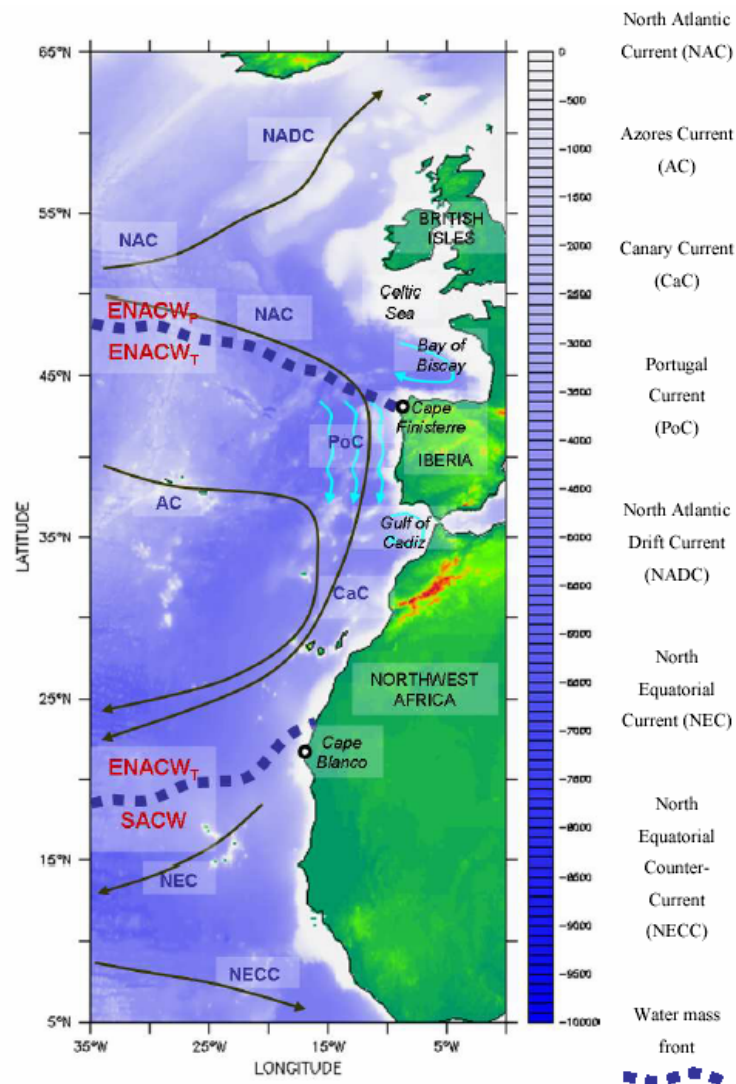 65°N
55°N
45°N
35°N
25°N
15°N
5°N
LATITUDE
35°W
25°W
15°W
5°W
LONGITUDE
NADC
NAC
BRITISH
ISLES
Celtic
Sea
NAC
ENACWP
ENACWT
Bay of
Biscay
Cape
Finisterre
PoC
IBERIA
AC
Gulf of
Cadiz
CaC
NORTHWEST
AFRICA
Cape
Blanco
ENACWT
SACW
NEC
NECC
0
-500
-1000
-1500
-2000
-2500
-3000
-3500
-4000
-4500
-5000
-5500
-6000
-6500
-7000
-7500
-8000
-8500
-9000
-9500
-10000
North Atlantic
Current (NAC)
Azores Current
(AC)
Canary Current
(CaC)
Portugal
Current
(PoC)
North Atlantic
Drift Current
(NADC)
North
Equatorial
Current (NEC)
North
Equatorial
Counter-
Current
(NECC)
Water mass
front